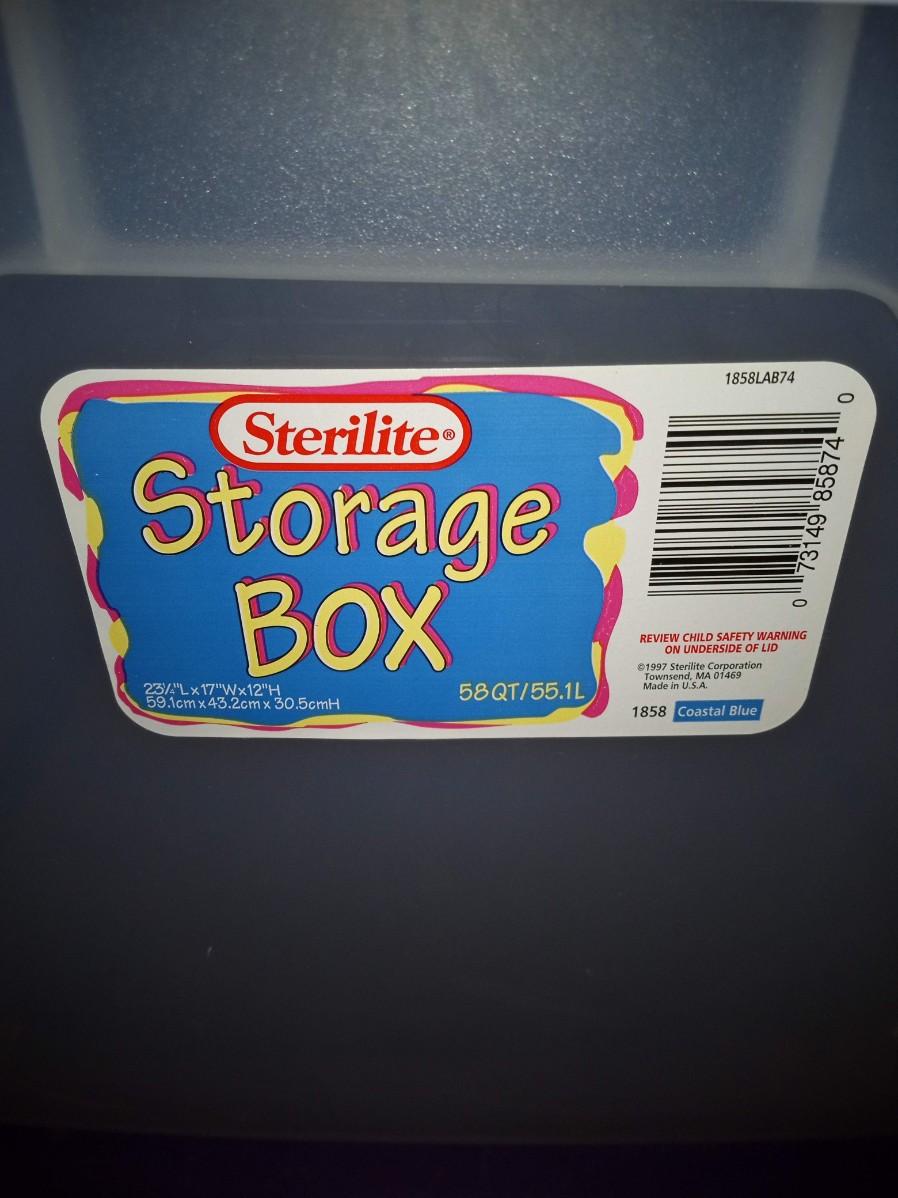 Sterilite®
Storage
Box
23¼"L x 17"W x 12"H
59.1cm x 43.2cm x 30.5cmH
58 QT/55.1L
1858LAB74
0 73149 85874 0
REVIEW CHILD SAFETY WARNING
ON UNDERSIDE OF LID
©1997 Sterilite Corporation
Townsend, MA 01469
Made in U.S.A.
1858 Coastal Blue